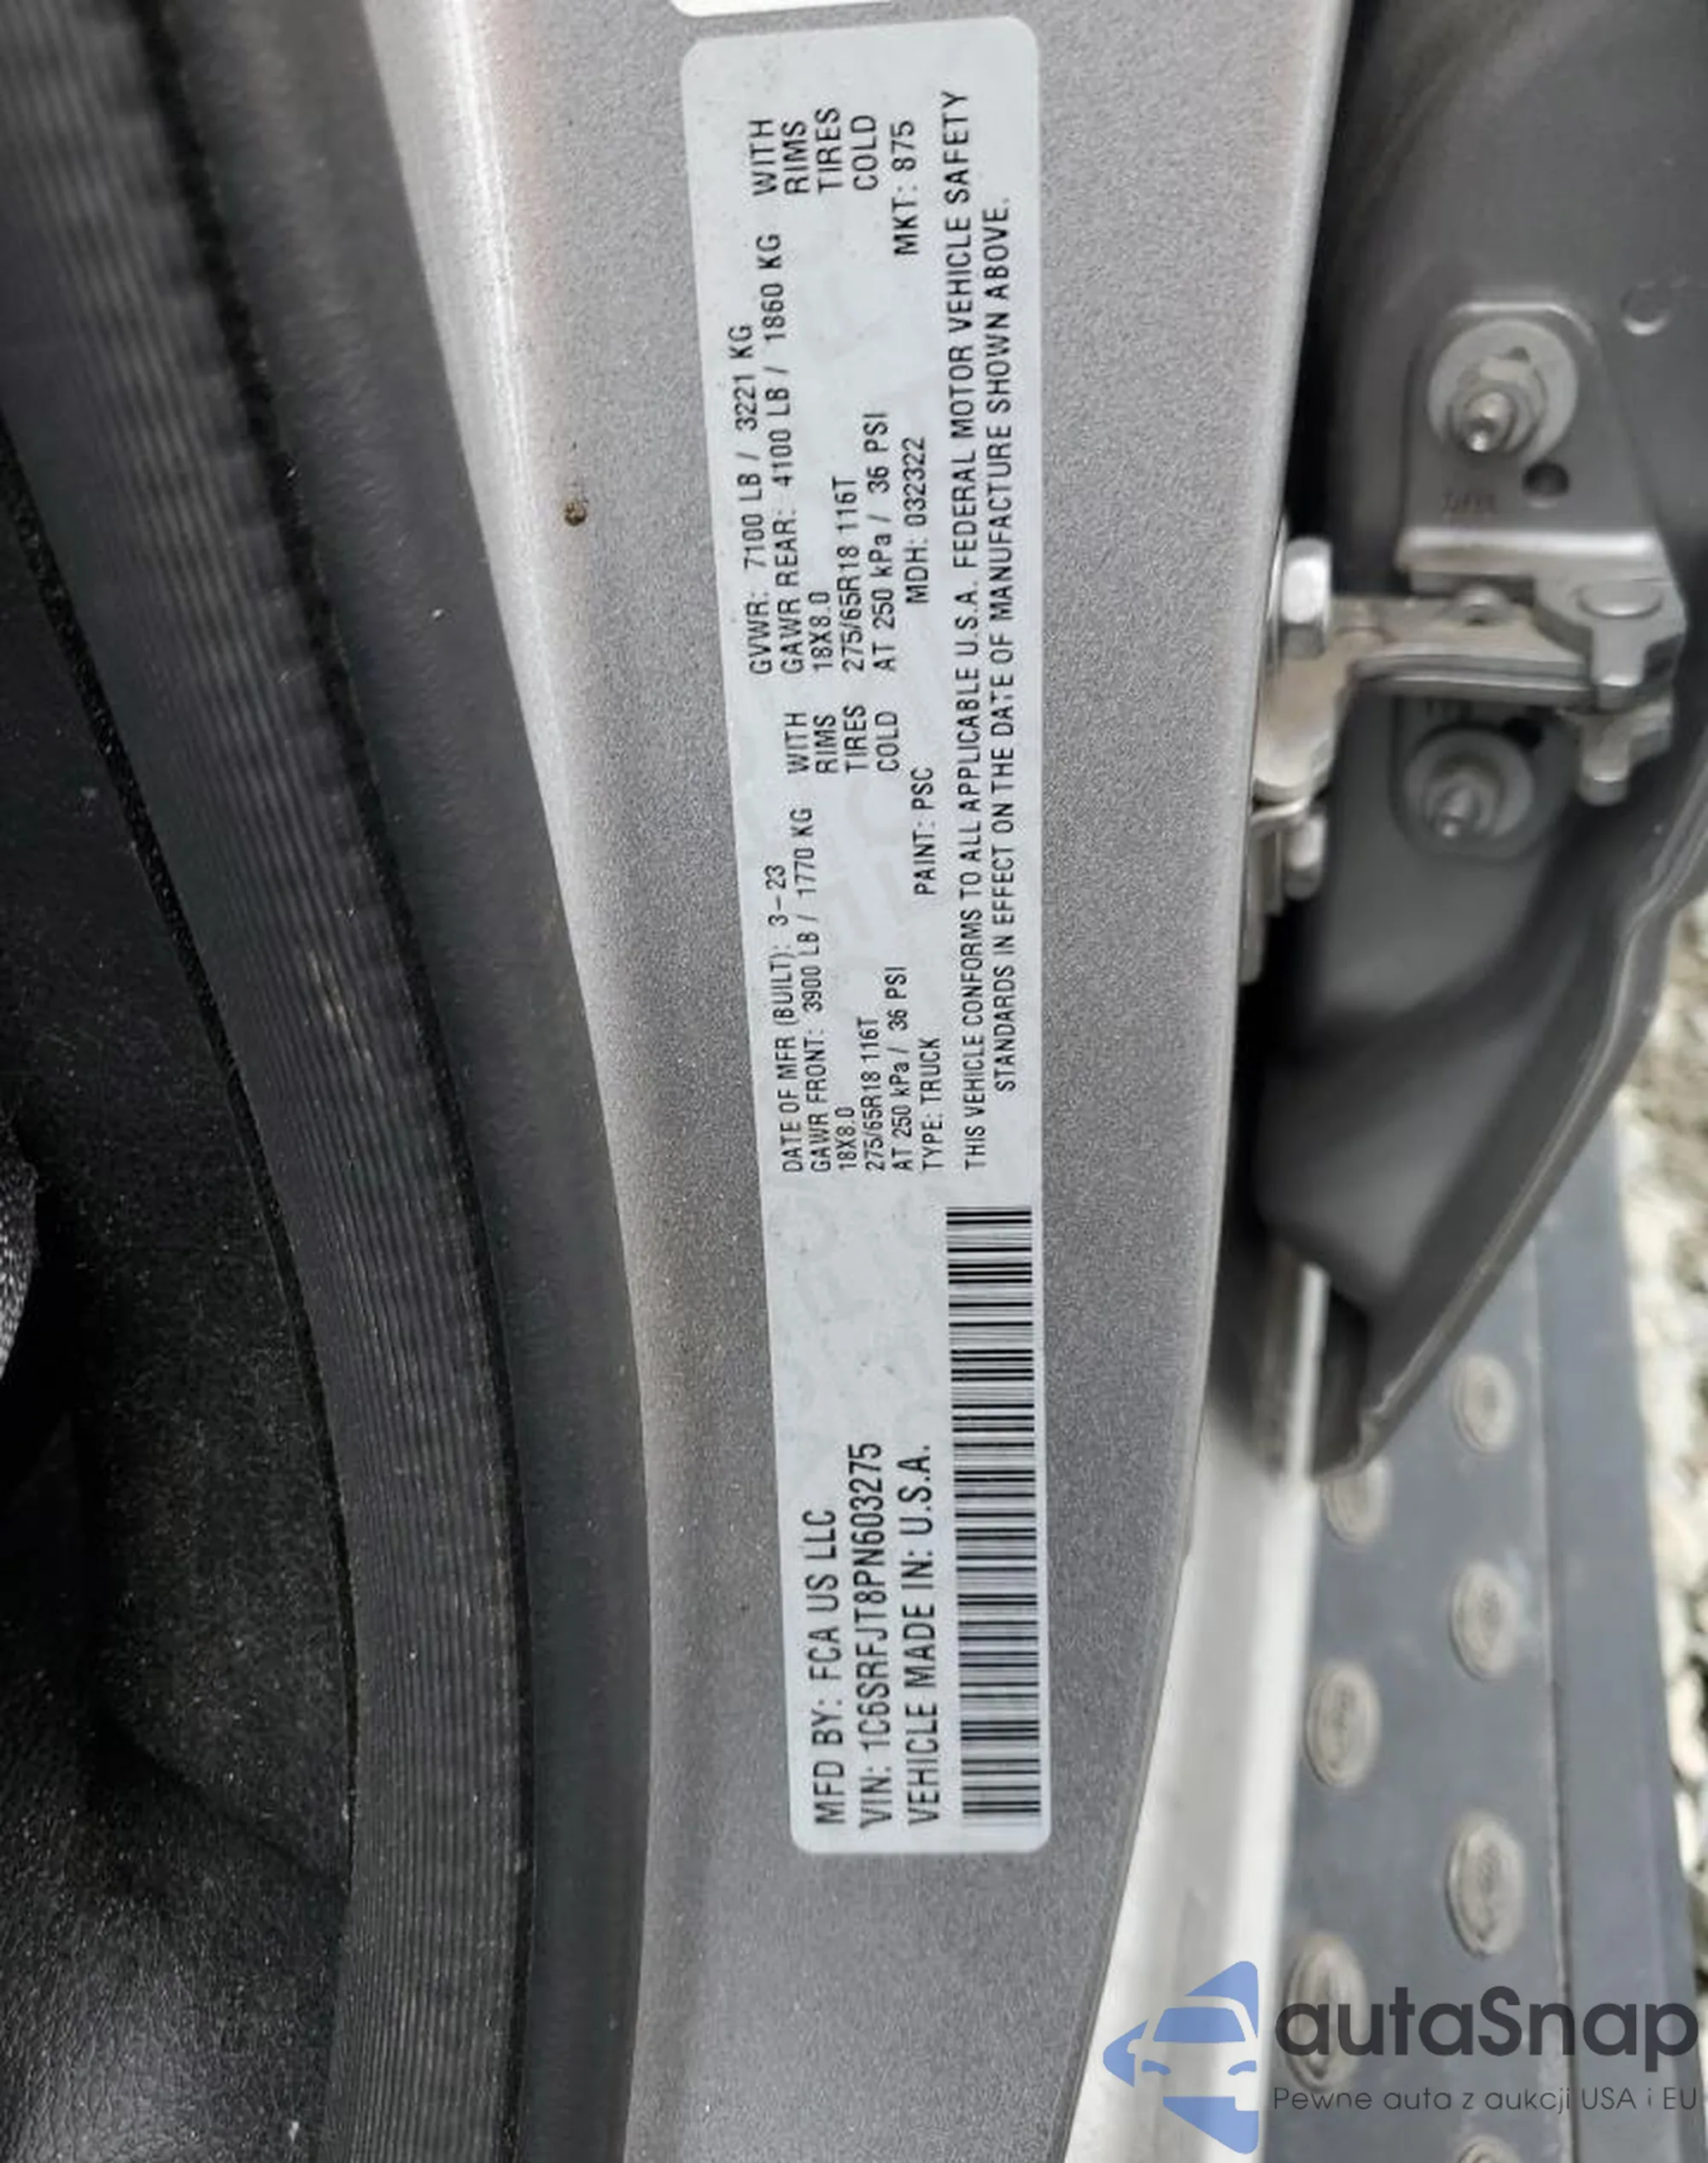 MFD BY: FCA US LLC
VIN: 1C6SRFJT8PN603275
VEHICLE MADE IN: U.S.A.
DATE OF MFR (BUILT): 3-23
GVWR: 7100 LB / 3221 KG
GAWR FRONT: 3900 LB / 1770 KG WITH
GAWR REAR: 4100 LB / 1860 KG WITH
18X8.0 RIMS
18X8.0 RIMS
275/65R18 116T TIRES
275/65R18 116T TIRES
AT 250 kPa / 36 PSI COLD
AT 250 kPa / 36 PSI COLD
TYPE: TRUCK PAINT: PSC MDH: 032322 MKT: 875
THIS VEHICLE CONFORMS TO ALL APPLICABLE U.S.A. FEDERAL MOTOR VEHICLE SAFETY
STANDARDS IN EFFECT ON THE DATE OF MANUFACTURE SHOWN ABOVE.
autaSnap
Pewne auta z aukcji USA i EU